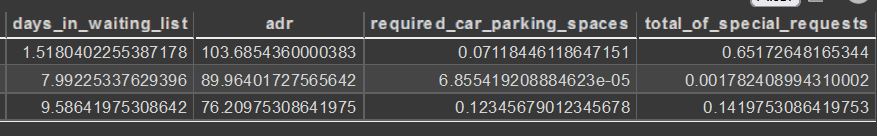 days_in_waiting_list adr required_car_parking_spaces total_of_special_requests
1.5180402255387178 103.6854360000383 0.07118446118647151 0.65172648165344
7.99225337629396 89.96401727565642 6.855419208884623e-05 0.001782408994310002
9.58641975308642 76.20975308641975 0.12345679012345678 0.1419753086419753